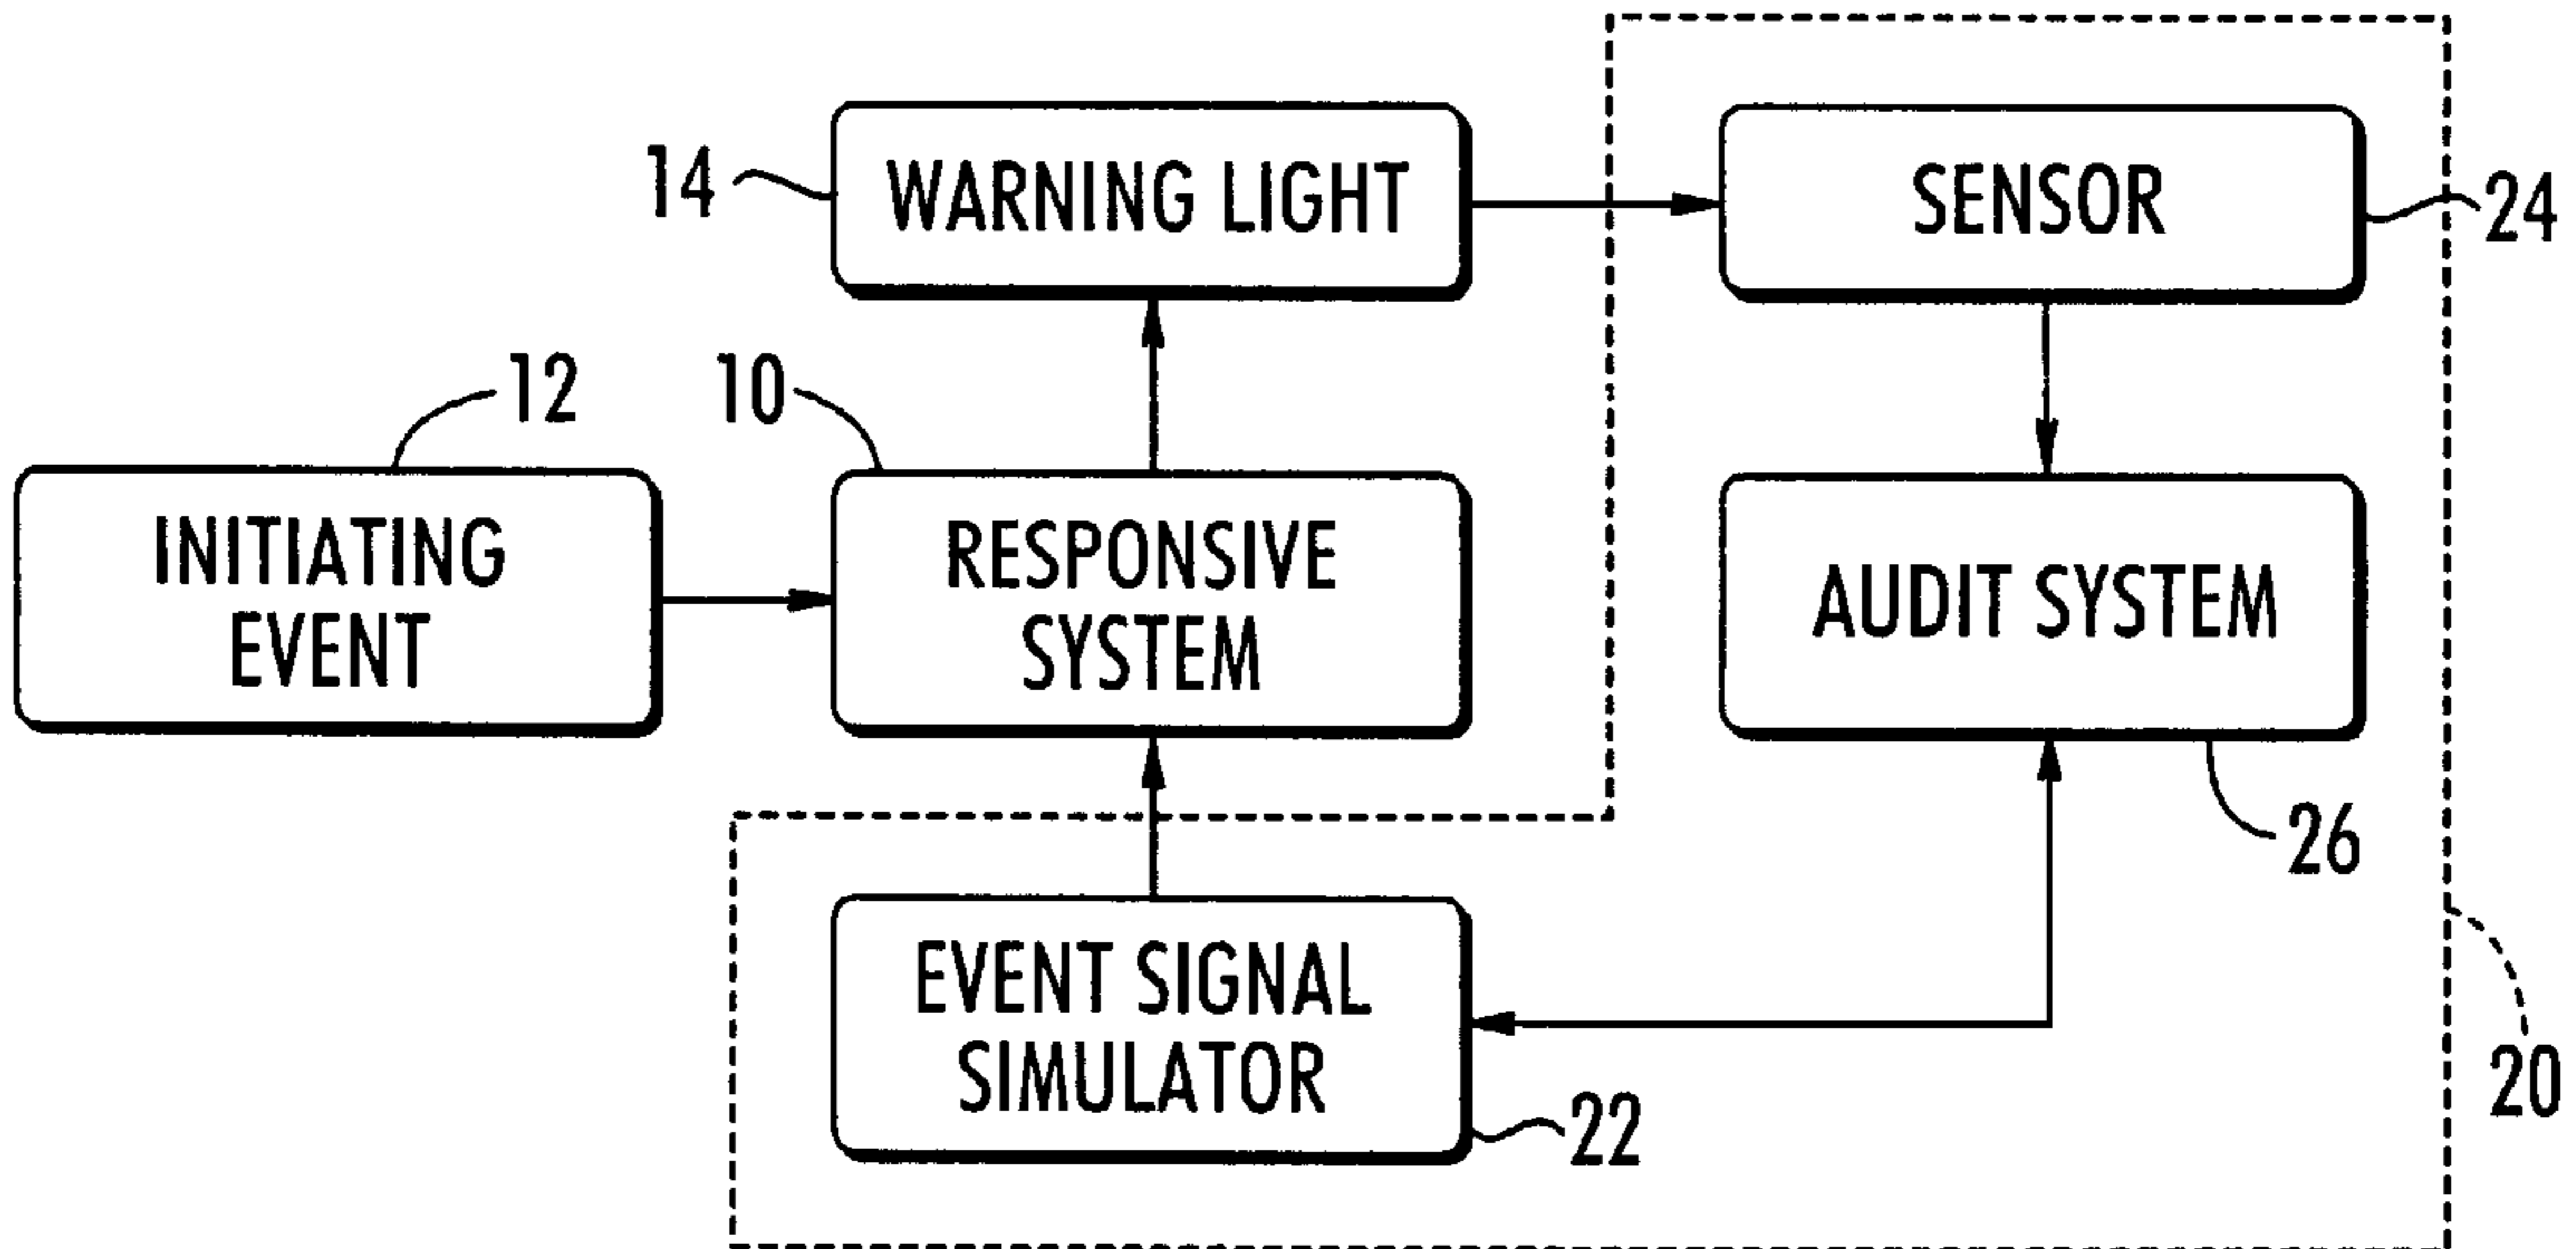 14
WARNING LIGHT
SENSOR
24
12
10
INITIATING
EVENT
RESPONSIVE
SYSTEM
AUDIT SYSTEM
26
EVENT SIGNAL
SIMULATOR
22
20